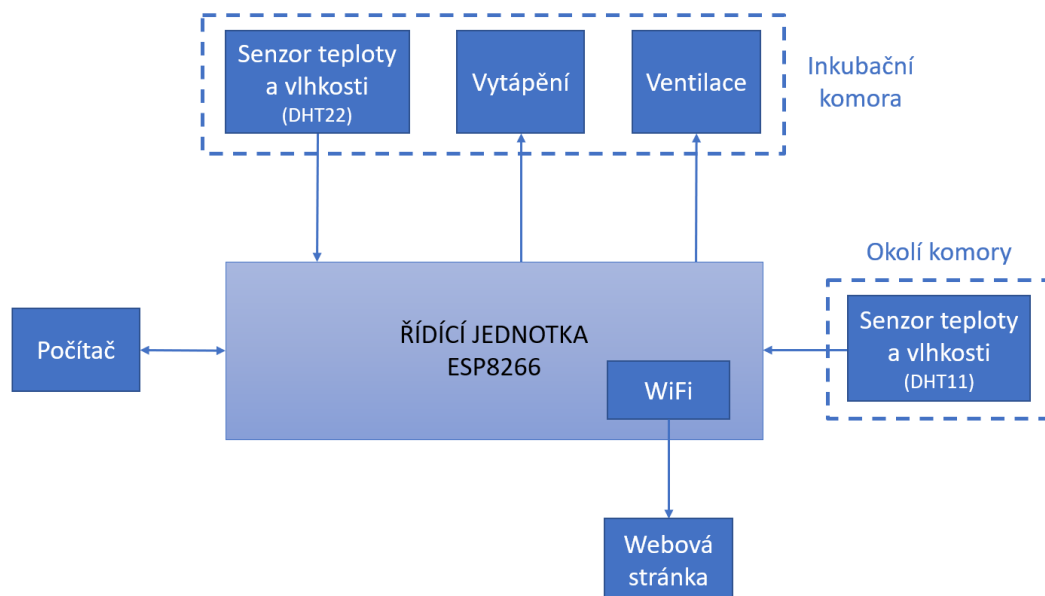 Senzor teploty
a vlhkosti
(DHT22)
Vytápění
Ventilace
Inkubační
komora
Okolí komory
Počítač
ŘÍDÍCÍ JEDNOTKA
ESP8266
WiFi
Senzor teploty
a vlhkosti
(DHT11)
Webová
stránka